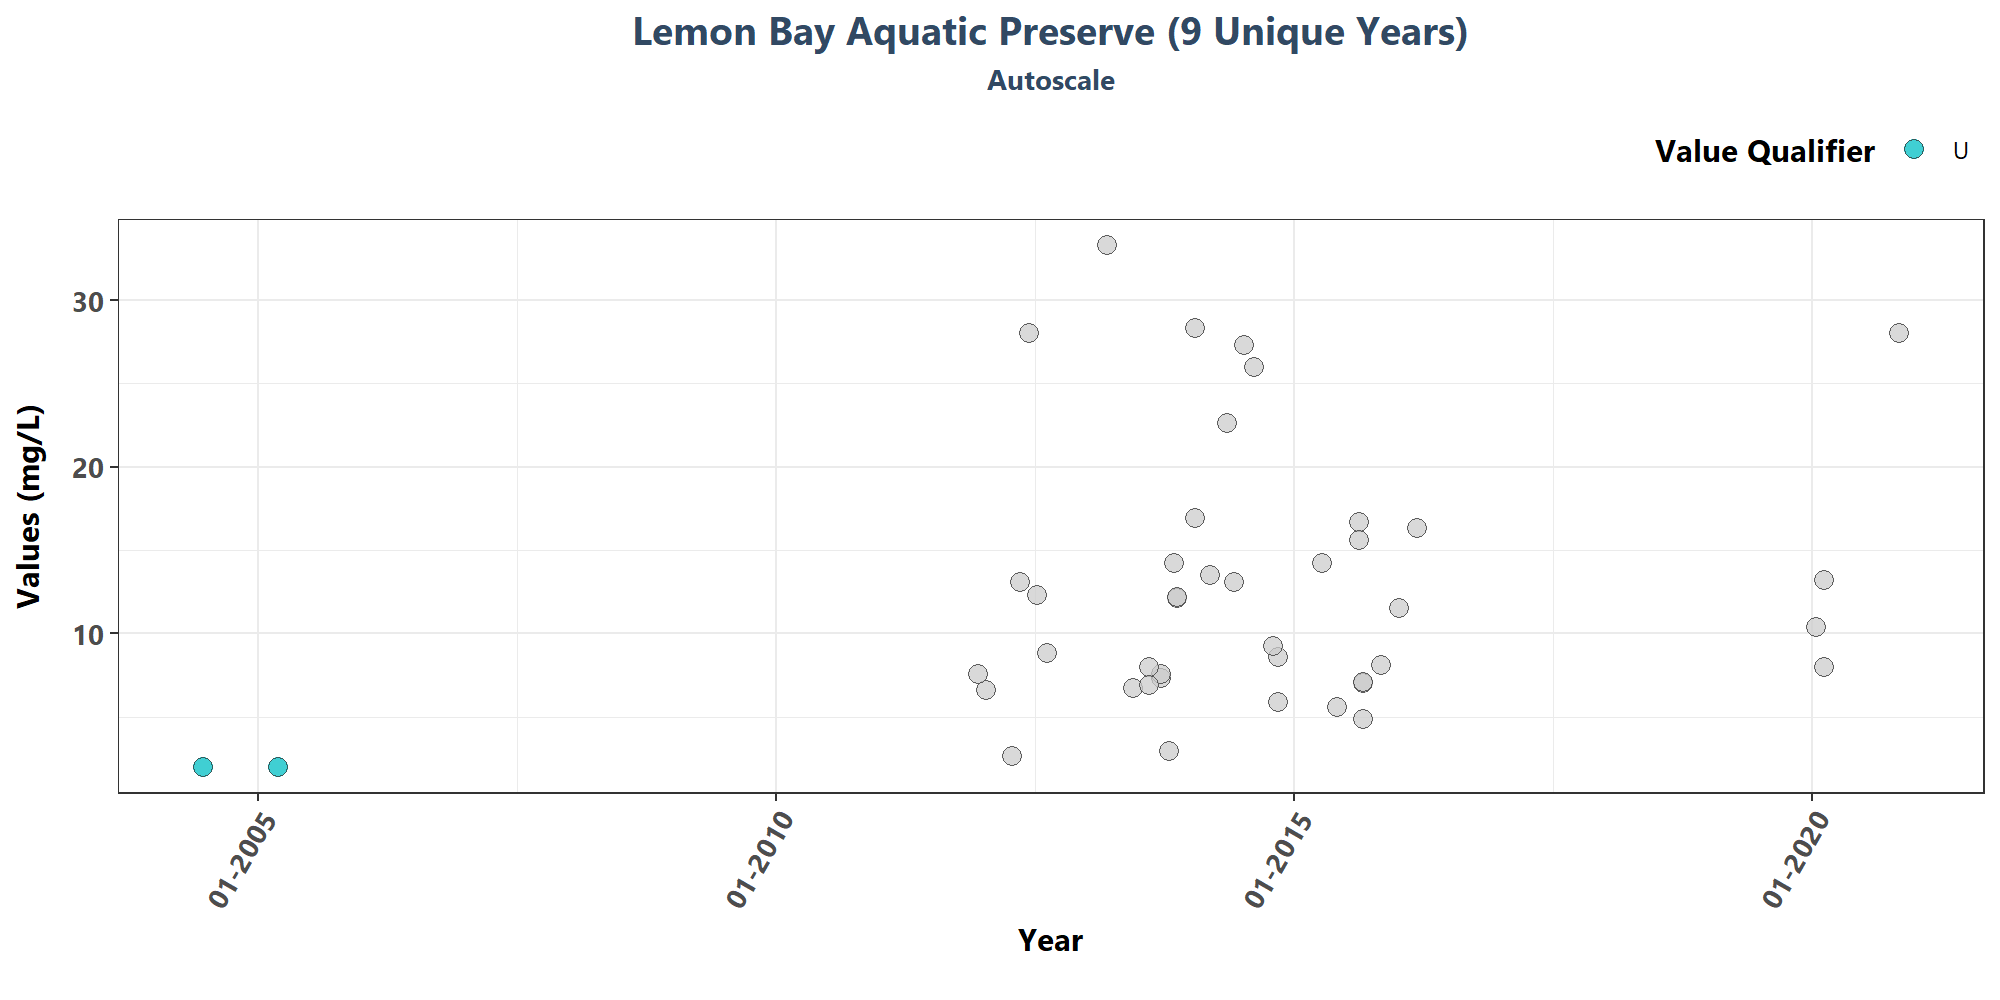 Lemon Bay Aquatic Preserve (9 Unique Years)
Autoscale
Value Qualifier U
Values (mg/L)
30
20
10
01-2005
01-2010
01-2015
01-2020
Year